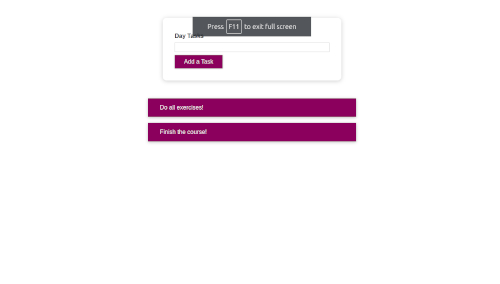 Press F11 to exit full screen
Day Tasks
Add a Task
Do all exercises!
Finish the course!